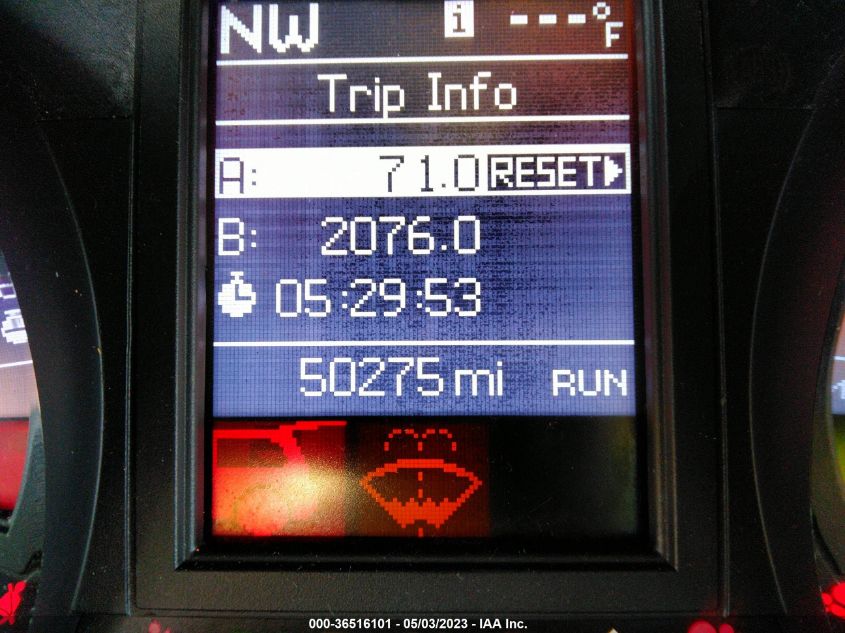 NW i ---°F
Trip Info
A: 71.0 RESET
B: 2076.0
05:29:53
50275 mi RUN
000-36516101 - 05/03/2023 - IAA Inc.